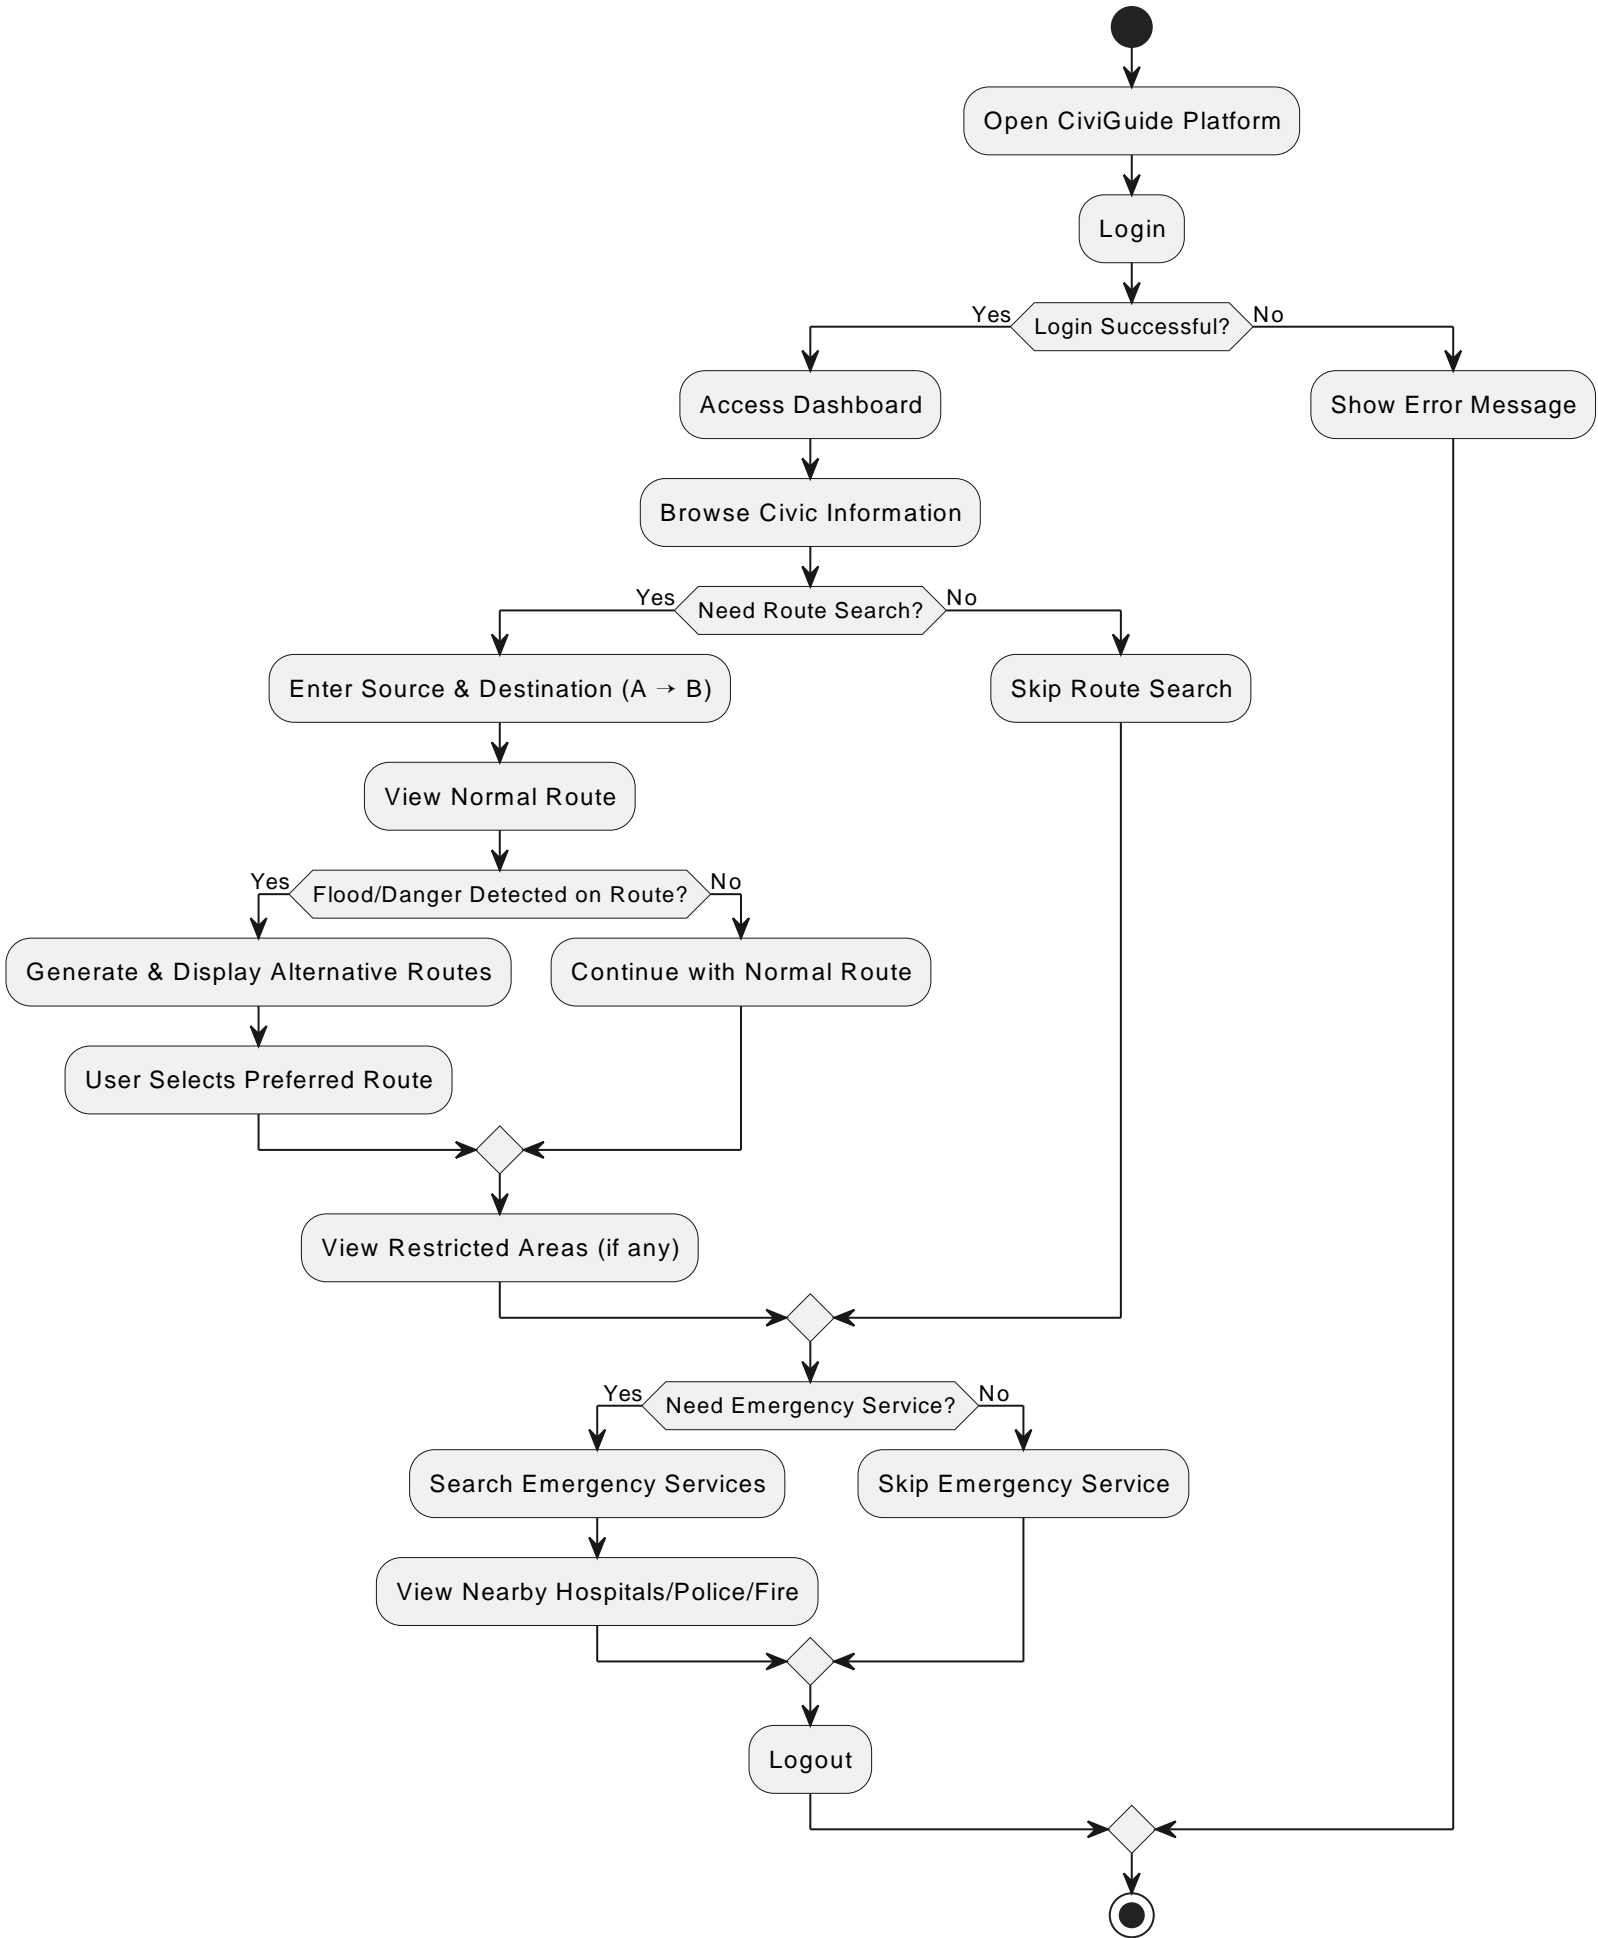 Open CiviGuide Platform
Login
Yes
Login Successful?
No
Access Dashboard
Show Error Message
Browse Civic Information
Yes
Need Route Search?
No
Enter Source & Destination (A → B)
Skip Route Search
View Normal Route
Yes
Flood/Danger Detected on Route?
No
Generate & Display Alternative Routes
Continue with Normal Route
User Selects Preferred Route
View Restricted Areas (if any)
Yes
Need Emergency Service?
No
Search Emergency Services
Skip Emergency Service
View Nearby Hospitals/Police/Fire
Logout